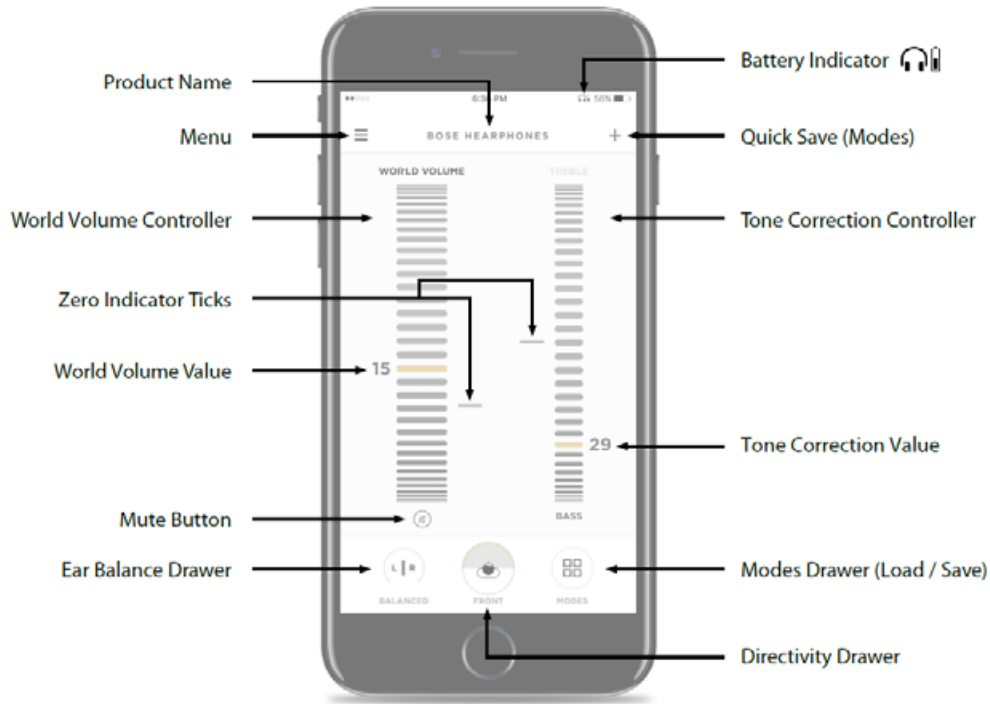 Product Name
Menu
World Volume Controller
Zero Indicator Ticks
World Volume Value
Mute Button
Ear Balance Drawer
PM
56%
BOSE HEARPHONES
WORLD VOLUME
TREBLE
15
29
BASS
L R
BALANCED
FRONT
MODES
Battery Indicator
Quick Save (Modes)
Tone Correction Controller
Tone Correction Value
Modes Drawer (Load / Save)
Directivity Drawer